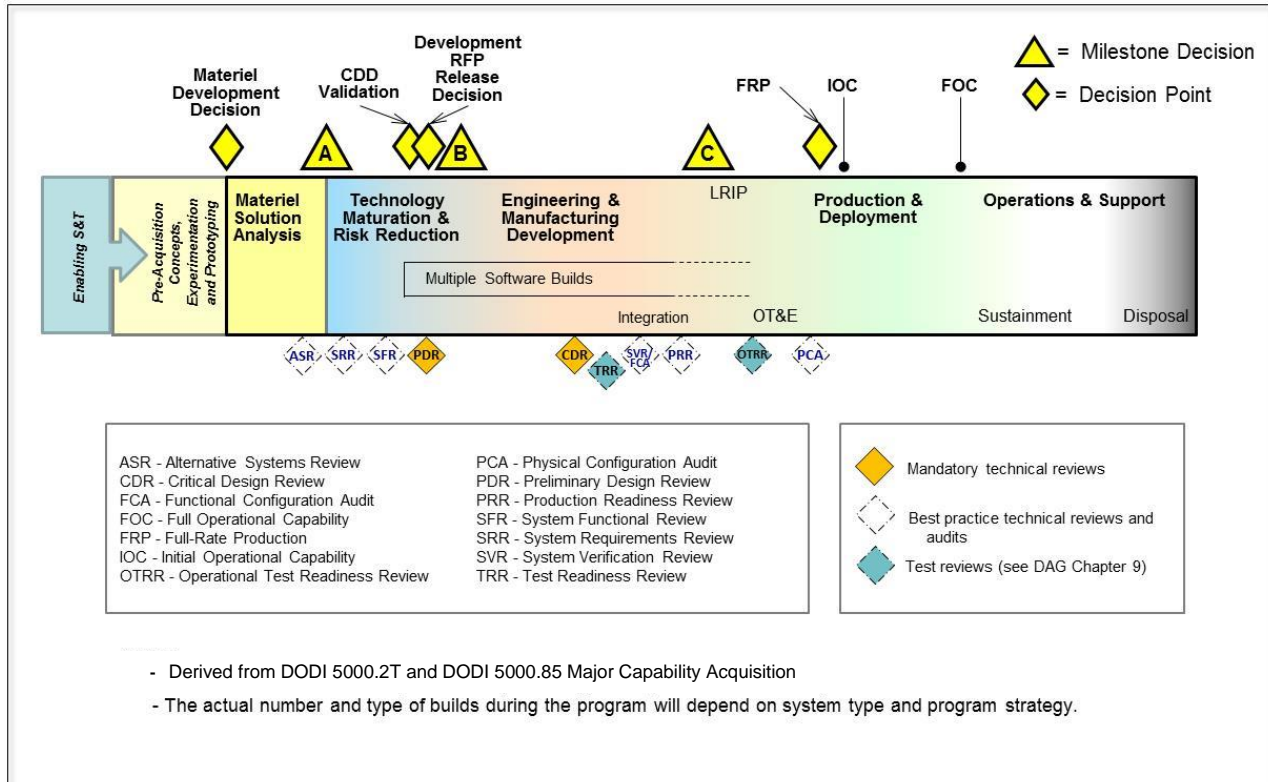 Materiel
Development
Decision
CDD
Validation
Development
RFP
Release
Decision
FRP
IOC
FOC
= Milestone Decision
= Decision Point
A
B
C
Enabling S&T
Pre-Acquisition
Concepts,
Experimentation
and Prototyping
Materiel
Solution
Analysis
Technology
Maturation &
Risk Reduction
Engineering &
Manufacturing
Development
LRIP
Production &
Deployment
Operations & Support
Multiple Software Builds
Integration
OT&E
Sustainment
Disposal
ASR
SRR
SFR
PDR
CDR
TRR
SVR/
FCA
PRR
OTRR
PCA
ASR - Alternative Systems Review
CDR - Critical Design Review
FCA - Functional Configuration Audit
FOC - Full Operational Capability
FRP - Full-Rate Production
IOC - Initial Operational Capability
OTRR - Operational Test Readiness Review
PCA - Physical Configuration Audit
PDR - Preliminary Design Review
PRR - Production Readiness Review
SFR - System Functional Review
SRR - System Requirements Review
SVR - System Verification Review
TRR - Test Readiness Review
Mandatory technical reviews
Best practice technical reviews and
audits
Test reviews (see DAG Chapter 9)
- Derived from DODI 5000.2T and DODI 5000.85 Major Capability Acquisition
- The actual number and type of builds during the program will depend on system type and program strategy.